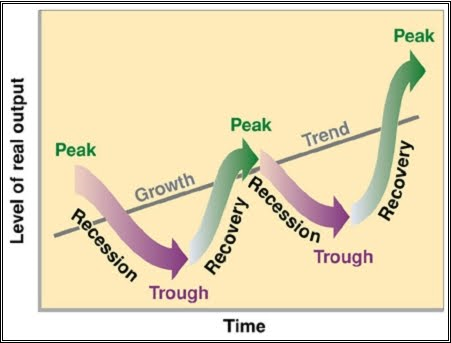 Level of real output
Peak
Recession
Growth
Trough
Recovery
Peak
Recession
Trend
Trough
Recovery
Peak
Time